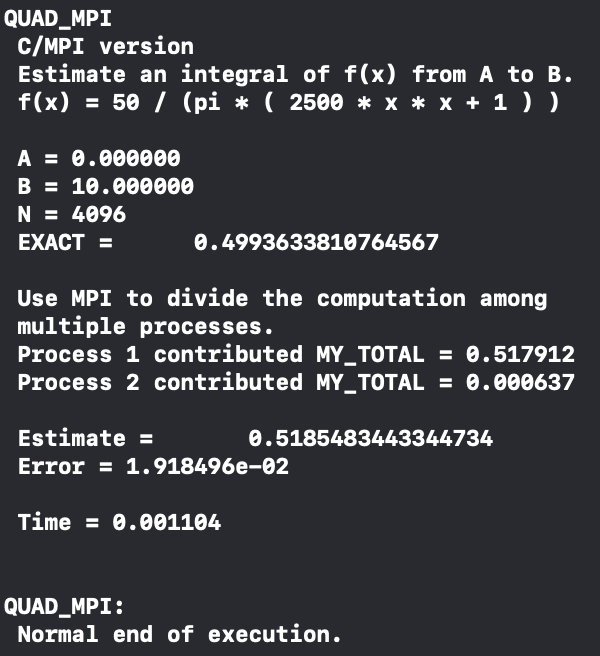 QUAD_MPI
C/MPI version
Estimate an integral of f(x) from A to B.
f(x) = 50 / (pi * ( 2500 * x * x + 1 ) )
A = 0.000000
B = 10.000000
N = 4096
EXACT =      0.4993633810764567
Use MPI to divide the computation among
multiple processes.
Process 1 contributed MY_TOTAL = 0.517912
Process 2 contributed MY_TOTAL = 0.000637
Estimate =       0.5185483443344734
Error = 1.918496e-02
Time = 0.001104
QUAD_MPI:
Normal end of execution.